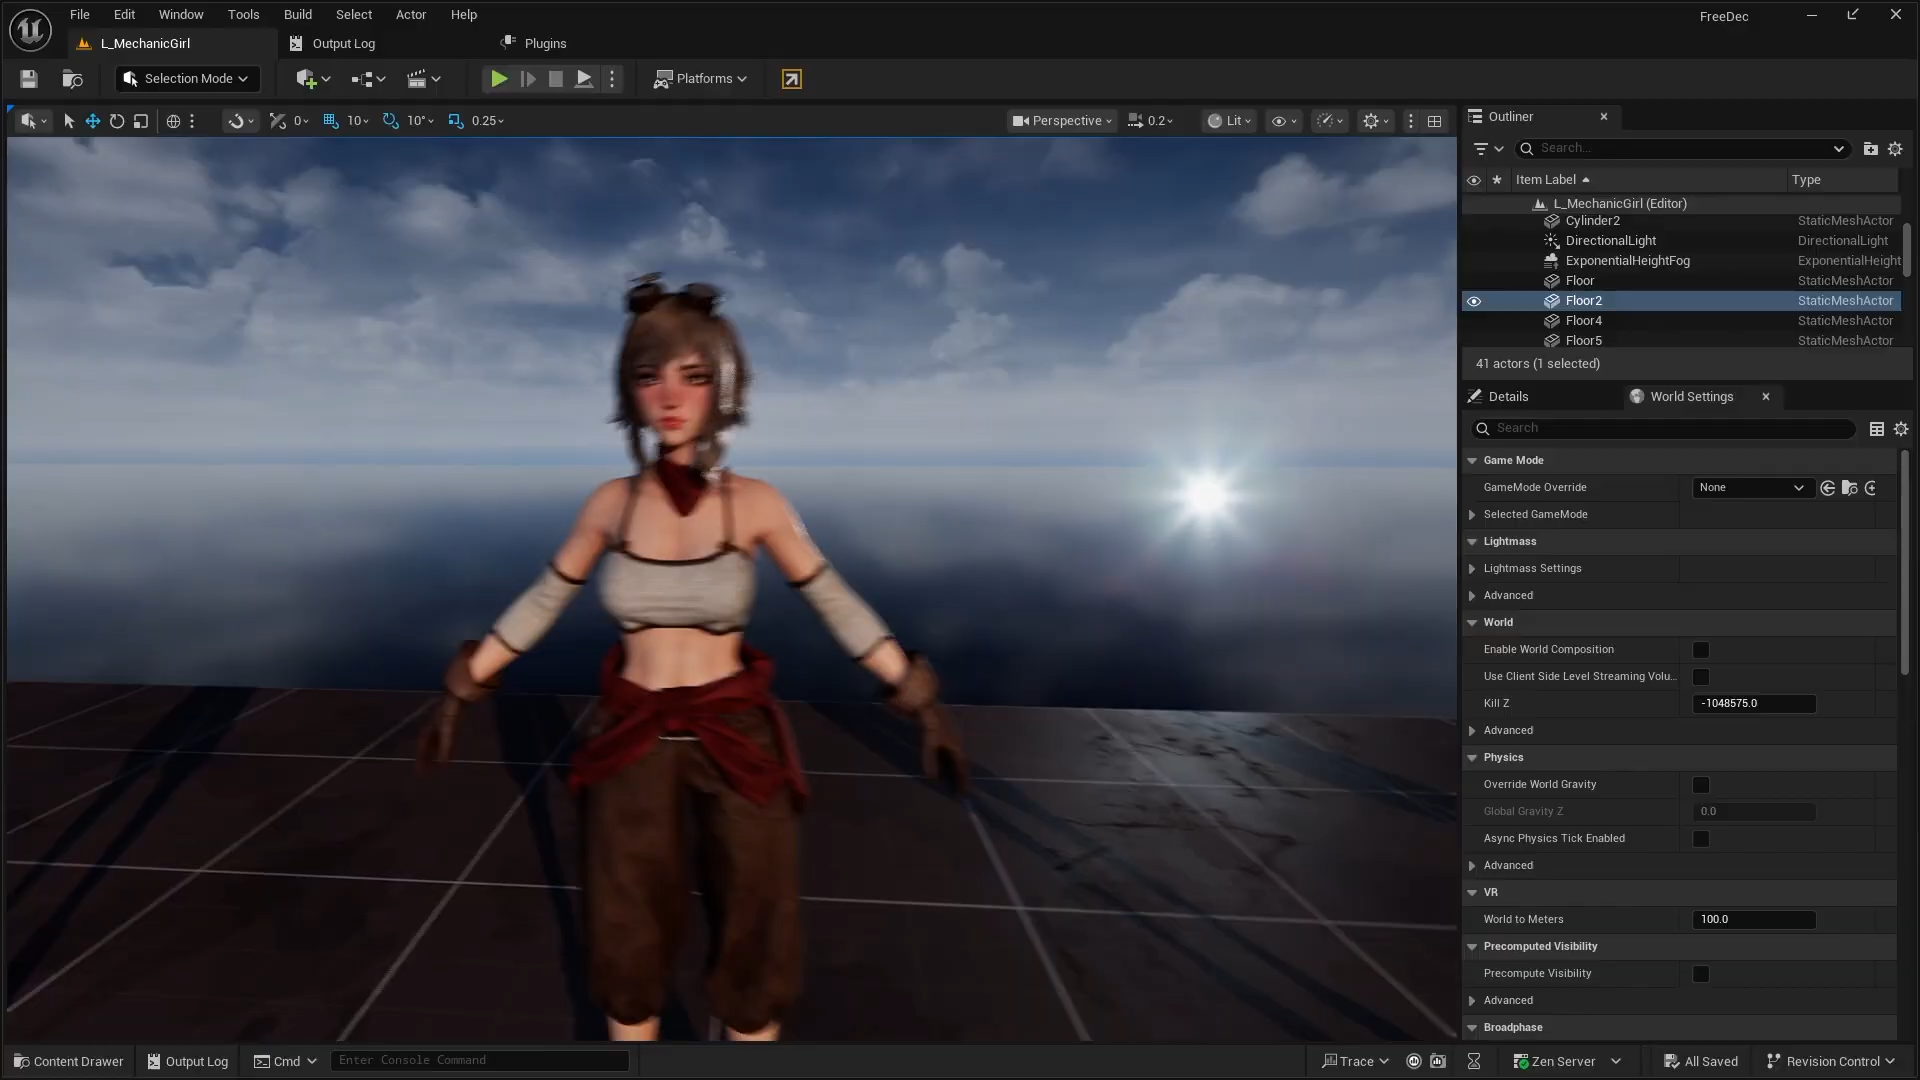 File Edit Window Tools Build Select Actor Help
FreeDec
L_MechanicGirl
Output Log
Plugins
Selection Mode
Platforms
0
10
10°
0.25
Perspective
0.2
Lit
Outliner
Search...
Item Label
Type
L_MechanicGirl (Editor)
Cylinder2 StaticMeshActor
DirectionalLight DirectionalLight
ExponentialHeightFog ExponentialHeight
Floor StaticMeshActor
Floor2 StaticMeshActor
Floor4 StaticMeshActor
Floor5 StaticMeshActor
41 actors (1 selected)
Details
World Settings
Search
Game Mode
GameMode Override None
Selected GameMode
Lightmass
Lightmass Settings
Advanced
World
Enable World Composition
Use Client Side Level Streaming Volu...
Kill Z -1048575.0
Advanced
Physics
Override World Gravity
Global Gravity Z 0.0
Async Physics Tick Enabled
Advanced
VR
World to Meters 100.0
Precomputed Visibility
Precompute Visibility
Advanced
Broadphase
Content Drawer
Output Log
Cmd
Enter Console Command
Trace
Zen Server
All Saved
Revision Control